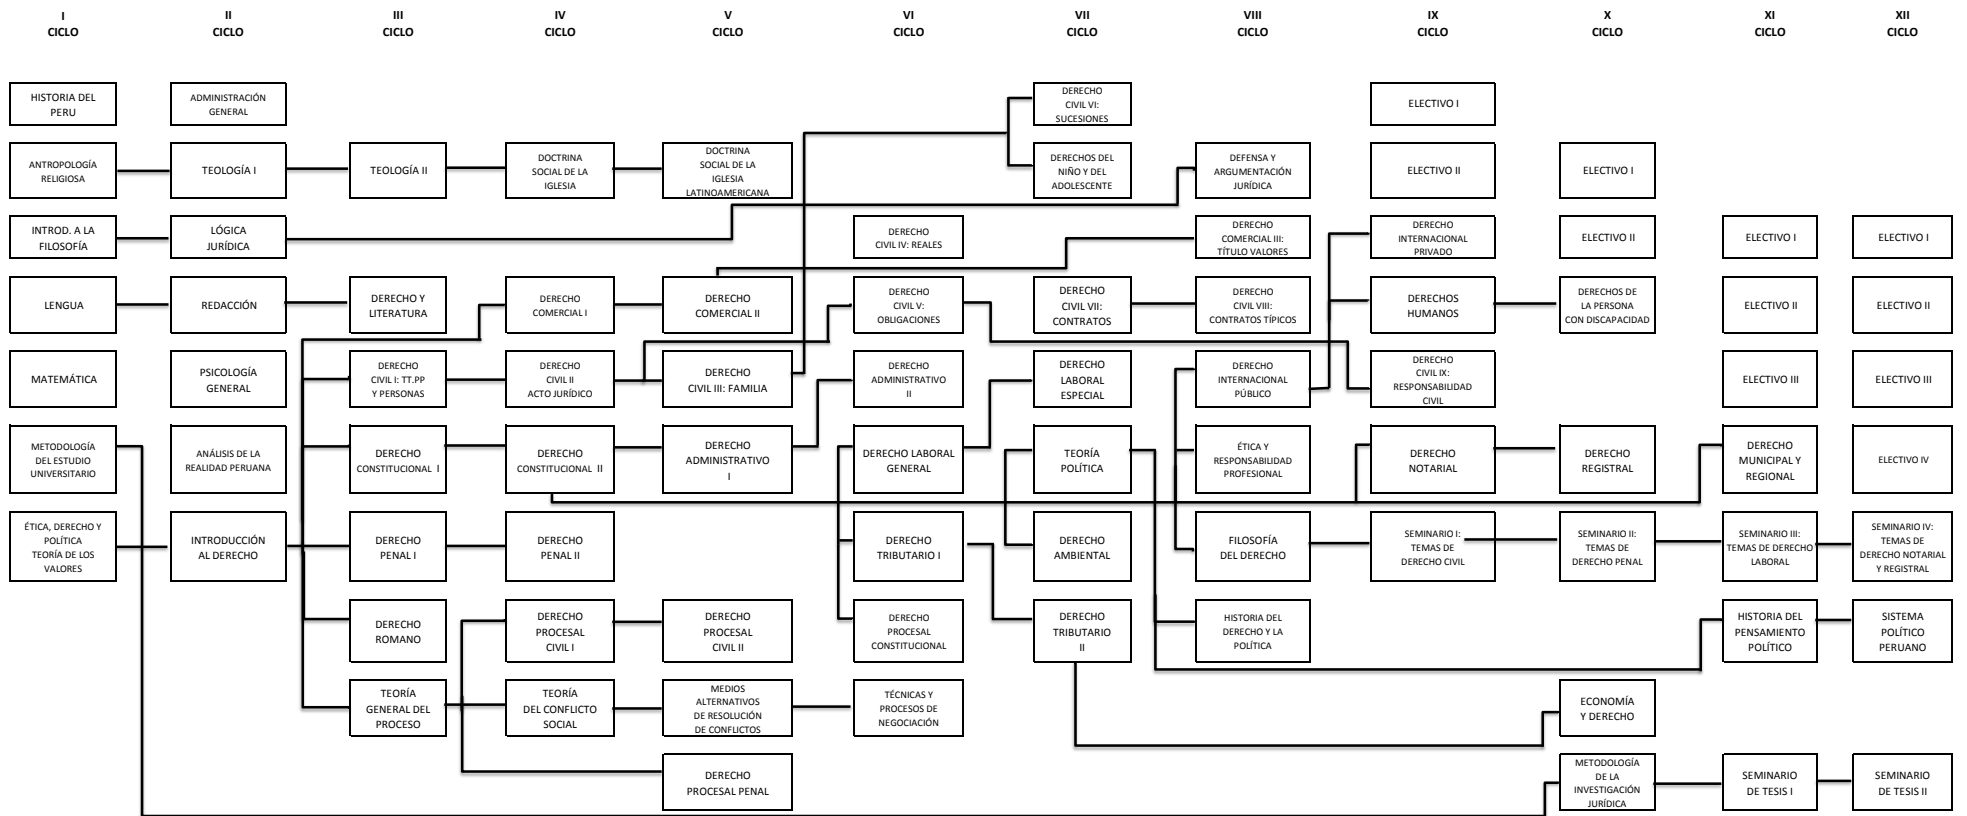 I
CICLO
II
CICLO
III
CICLO
IV
CICLO
V
CICLO
VI
CICLO
VII
CICLO
VIII
CICLO
IX
CICLO
X
CICLO
XI
CICLO
XII
CICLO
HISTORIA DEL
PERU
ADMINISTRACIÓN
GENERAL
DERECHO
CIVIL VI:
SUCESIONES
ELECTIVO I
ANTROPOLOGÍA
RELIGIOSA
TEOLOGÍA I
TEOLOGÍA II
DOCTRINA
SOCIAL DE LA
IGLESIA
DOCTRINA
SOCIAL DE LA
IGLESIA
LATINOAMERICANA
DERECHOS DEL
NIÑO Y DEL
ADOLESCENTE
DEFENSA Y
ARGUMENTACIÓN
JURÍDICA
ELECTIVO II
ELECTIVO I
INTROD. A LA
FILOSOFÍA
LÓGICA
JURÍDICA
DERECHO
CIVIL IV: REALES
DERECHO
COMERCIAL III:
TÍTULO VALORES
DERECHO
INTERNACIONAL
PRIVADO
ELECTIVO II
ELECTIVO I
ELECTIVO I
LENGUA
REDACCIÓN
DERECHO Y
LITERATURA
DERECHO
COMERCIAL I
DERECHO
COMERCIAL II
DERECHO
CIVIL V:
OBLIGACIONES
DERECHO
CIVIL VII:
CONTRATOS
DERECHO
CIVIL VIII:
CONTRATOS TÍPICOS
DERECHOS
HUMANOS
DERECHOS DE
LA PERSONA
CON DISCAPACIDAD
ELECTIVO II
ELECTIVO II
MATEMÁTICA
PSICOLOGÍA
GENERAL
DERECHO
CIVIL I: TT.PP
Y PERSONAS
DERECHO
CIVIL II
ACTO JURÍDICO
DERECHO
CIVIL III: FAMILIA
DERECHO
ADMINISTRATIVO
II
DERECHO
LABORAL
ESPECIAL
DERECHO
INTERNACIONAL
PÚBLICO
DERECHO
CIVIL IX:
RESPONSABILIDAD
CIVIL
ELECTIVO III
ELECTIVO III
METODOLOGÍA
DEL ESTUDIO
UNIVERSITARIO
ANÁLISIS DE LA
REALIDAD PERUANA
DERECHO
CONSTITUCIONAL I
DERECHO
CONSTITUCIONAL II
DERECHO
ADMINISTRATIVO
I
DERECHO LABORAL
GENERAL
TEORÍA
POLÍTICA
ÉTICA Y
RESPONSABILIDAD
PROFESIONAL
DERECHO
NOTARIAL
DERECHO
REGISTRAL
DERECHO
MUNICIPAL Y
REGIONAL
ELECTIVO IV
ÉTICA, DERECHO Y
POLÍTICA
TEORÍA DE LOS
VALORES
INTRODUCCIÓN
AL DERECHO
DERECHO
PENAL I
DERECHO
PENAL II
DERECHO
TRIBUTARIO I
DERECHO
AMBIENTAL
FILOSOFÍA
DEL DERECHO
SEMINARIO I:
TEMAS DE
DERECHO CIVIL
SEMINARIO II:
TEMAS DE
DERECHO PENAL
SEMINARIO III:
TEMAS DE DERECHO
LABORAL
SEMINARIO IV:
TEMAS DE
DERECHO NOTARIAL
Y REGISTRAL
DERECHO
ROMANO
DERECHO
PROCESAL
CIVIL I
DERECHO
PROCESAL
CIVIL II
DERECHO
PROCESAL
CONSTITUCIONAL
DERECHO
TRIBUTARIO
II
HISTORIA DEL
DERECHO Y LA
POLÍTICA
HISTORIA DEL
PENSAMIENTO
POLÍTICO
SISTEMA
POLÍTICO
PERUANO
TEORÍA
GENERAL DEL
PROCESO
TEORÍA
DEL CONFLICTO
SOCIAL
MEDIOS
ALTERNATIVOS
DE RESOLUCIÓN
DE CONFLICTOS
TÉCNICAS Y
PROCESOS DE
NEGOCIACIÓN
ECONOMÍA
Y DERECHO
DERECHO
PROCESAL PENAL
METODOLOGÍA
DE LA
INVESTIGACIÓN
JURÍDICA
SEMINARIO
DE TESIS I
SEMINARIO
DE TESIS II